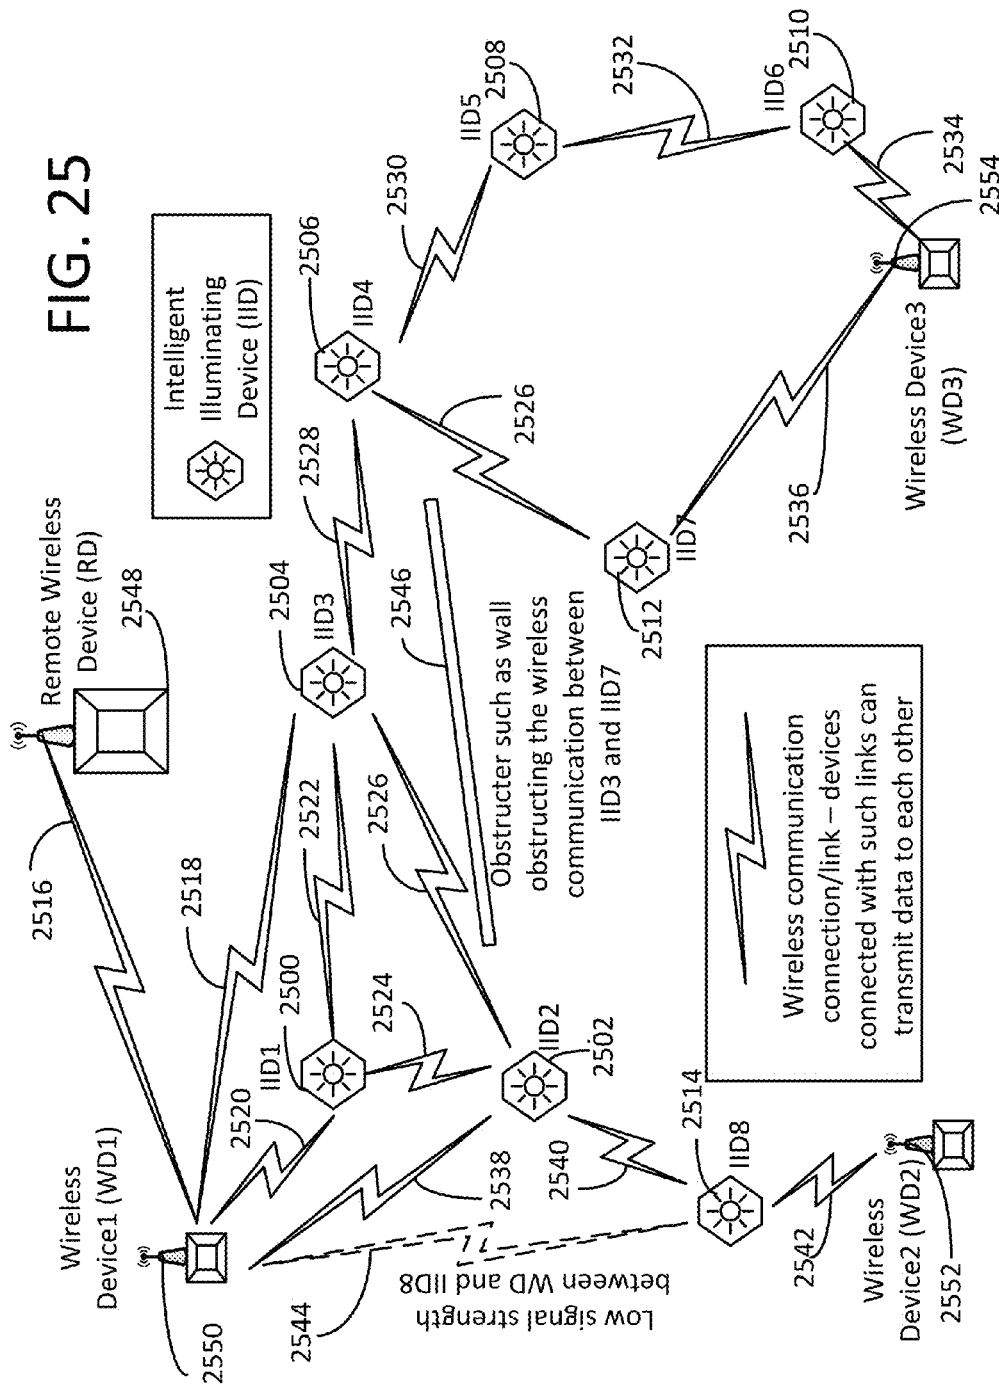 FIG. 25
Intelligent
Illuminating
Device (IID)
Remote Wireless
Device (RD)
2548
2516
Wireless
Device1 (WD1)
2550
2518
2520
IID1
2500
2522
2504
IID3
2528
2506
IID4
2530
IID5
2508
2532
IID6
2510
2534
2554
Wireless Device3
(WD3)
2536
2526
IID7
2512
2546
Obstructer such as wall
obstructing the wireless
communication between
IID3 and IID7
2526
2524
IID2
2502
2538
2540
2544
Low signal strength
between WD and IID8
2514
IID8
2542
Wireless
Device2 (WD2)
2552
Wireless communication
connection/link – devices
connected with such links can
transmit data to each other